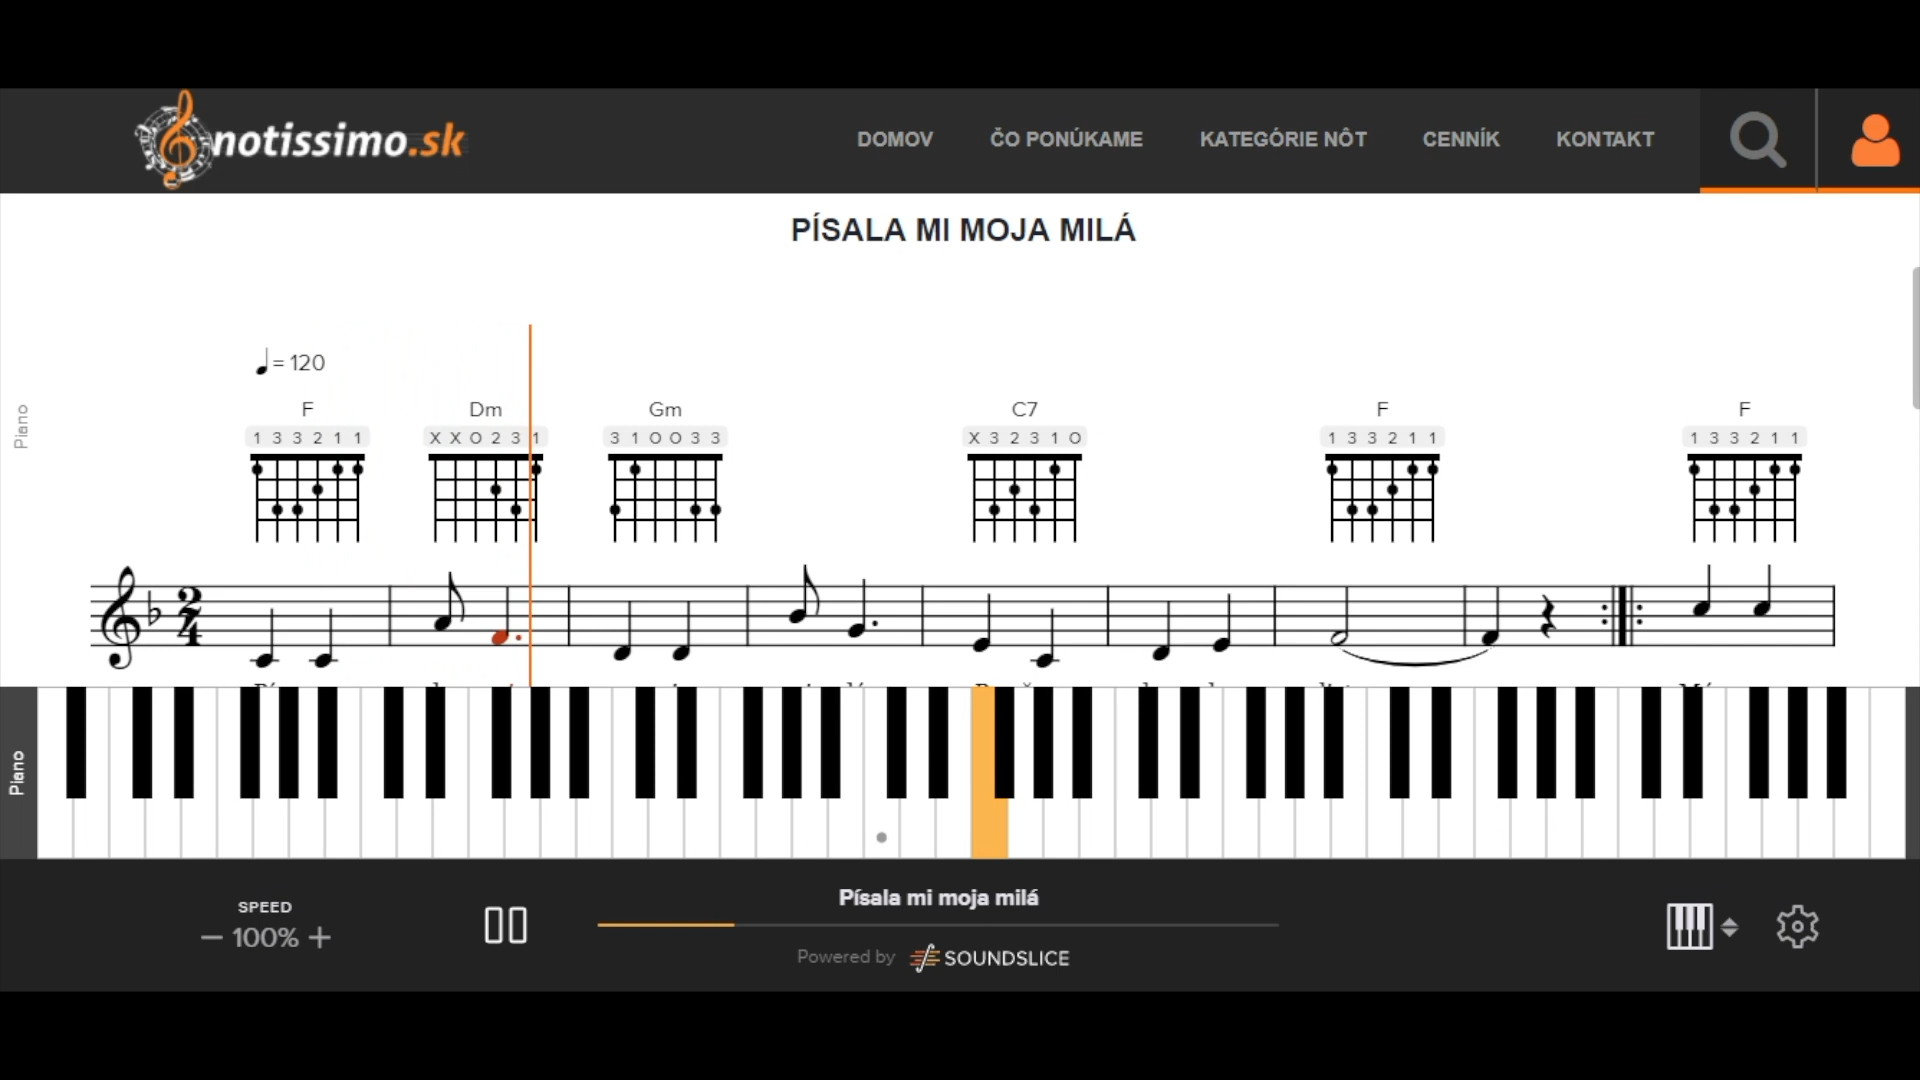 notissimo.sk
DOMOV ČO PONÚKAME KATEGÓRIE NÔT CENNÍK KONTAKT
PÍSALA MI MOJA MILÁ
= 120
Piano
F Dm Gm C7 F F
1 3 3 2 1 1 X X O 2 3 1 3 1 O O 3 3 X 3 2 3 1 O 1 3 3 2 1 1 1 3 3 2 1 1
2
4
Piano
SPEED
− 100% +
Písala mi moja milá
Powered by SOUNDSLICE